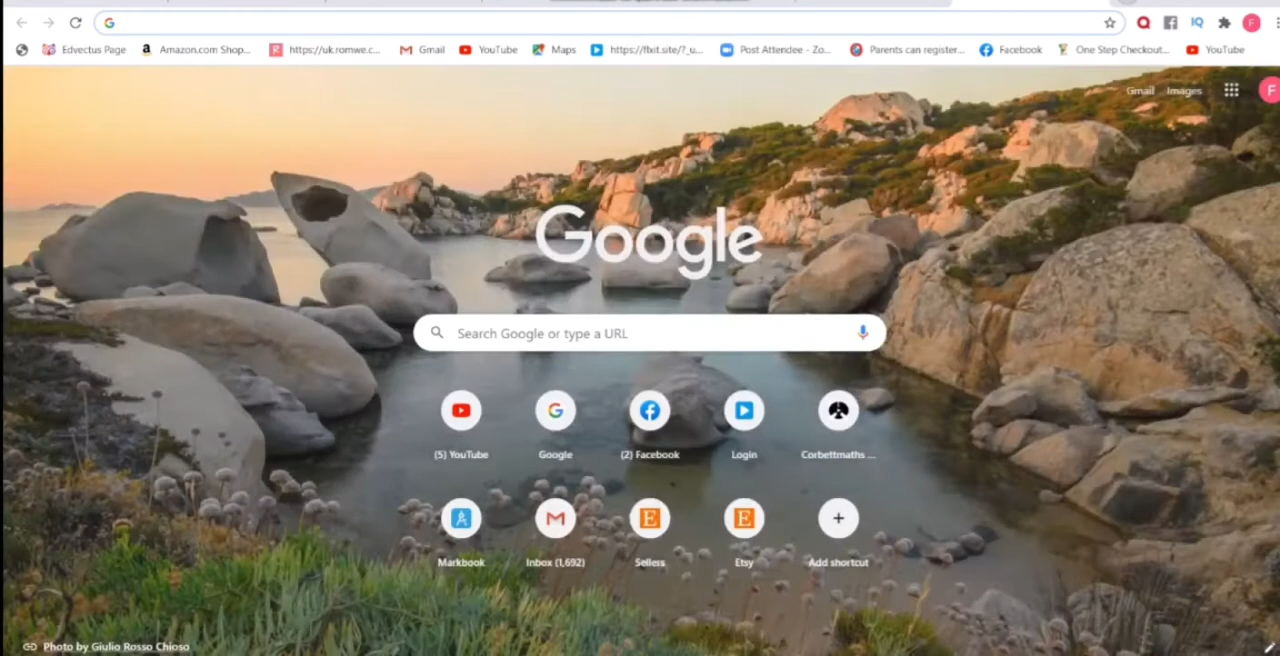 Edvectus Page
Amazon.com Shop...
https://uk.romwe.c...
Gmail
YouTube
Maps
https://flxit.site/?_u...
Post Attendee - Zo...
Parents can register...
Facebook
One Step Checkout...
YouTube
Gmail
Images
F
Google
Search Google or type a URL
(5) YouTube
Google
(2) Facebook
Login
Corbettmaths ...
Markbook
Inbox (1,692)
Sellers
Etsy
Add shortcut
Photo by Giulio Rosso Chioso